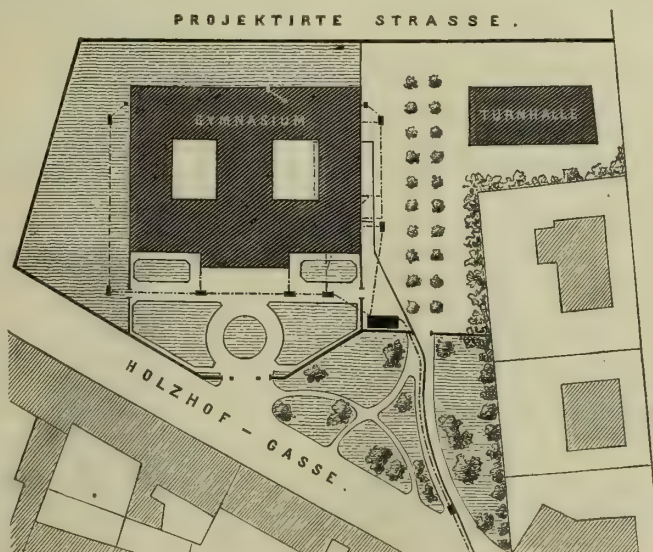 PROJEKTIRTE STRASSE.
GYMNASIUM
TURNHALLE
HOLZHOF-GASSE.